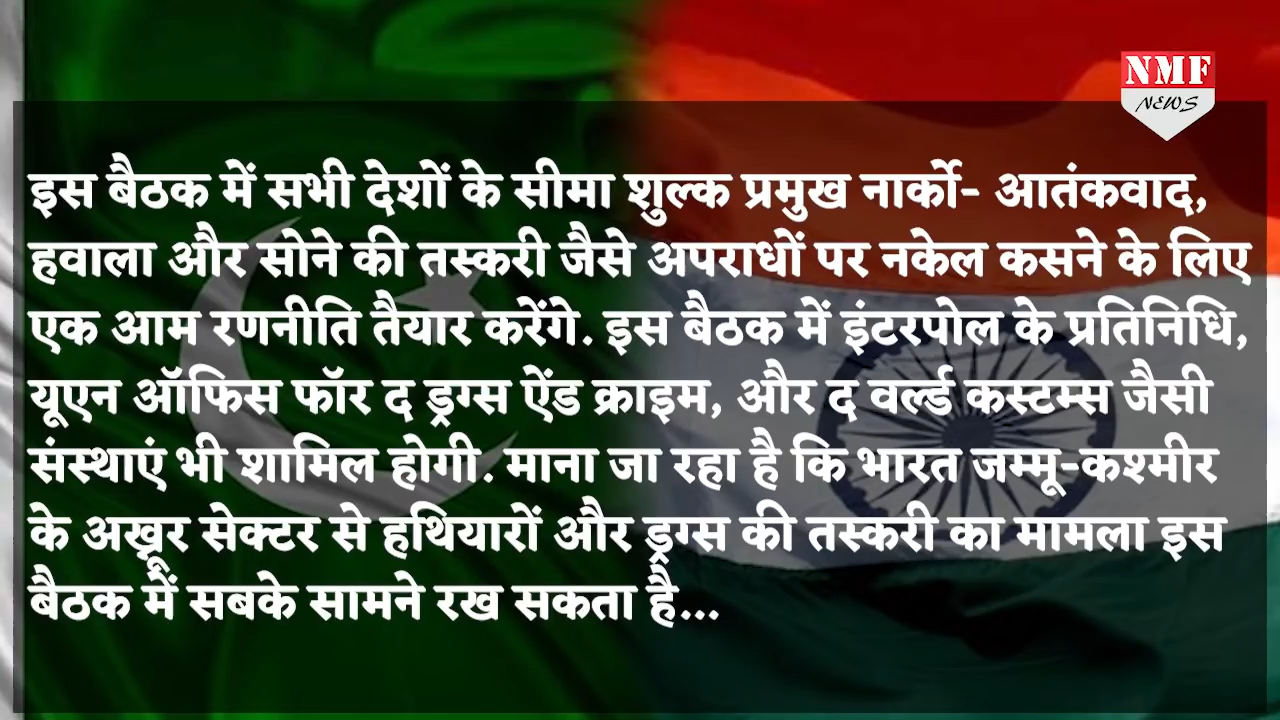 NMF
NEWS
इस बैठक में सभी देशों के सीमा शुल्क प्रमुख नार्को- आतंकवाद,
हवाला और सोने की तस्करी जैसे अपराधों पर नकेल कसने के लिए
एक आम रणनीति तैयार करेंगे. इस बैठक में इंटरपोल के प्रतिनिधि,
यूएन ऑफिस फॉर द ड्रग्स ऐंड क्राइम, और द वर्ल्ड कस्टम्स जैसी
संस्थाएं भी शामिल होगी. माना जा रहा है कि भारत जम्मू-कश्मीर
के अखूर सेक्टर से हथियारों और ड्रग्स की तस्करी का मामला इस
बैठक में सबके सामने रख सकता है...